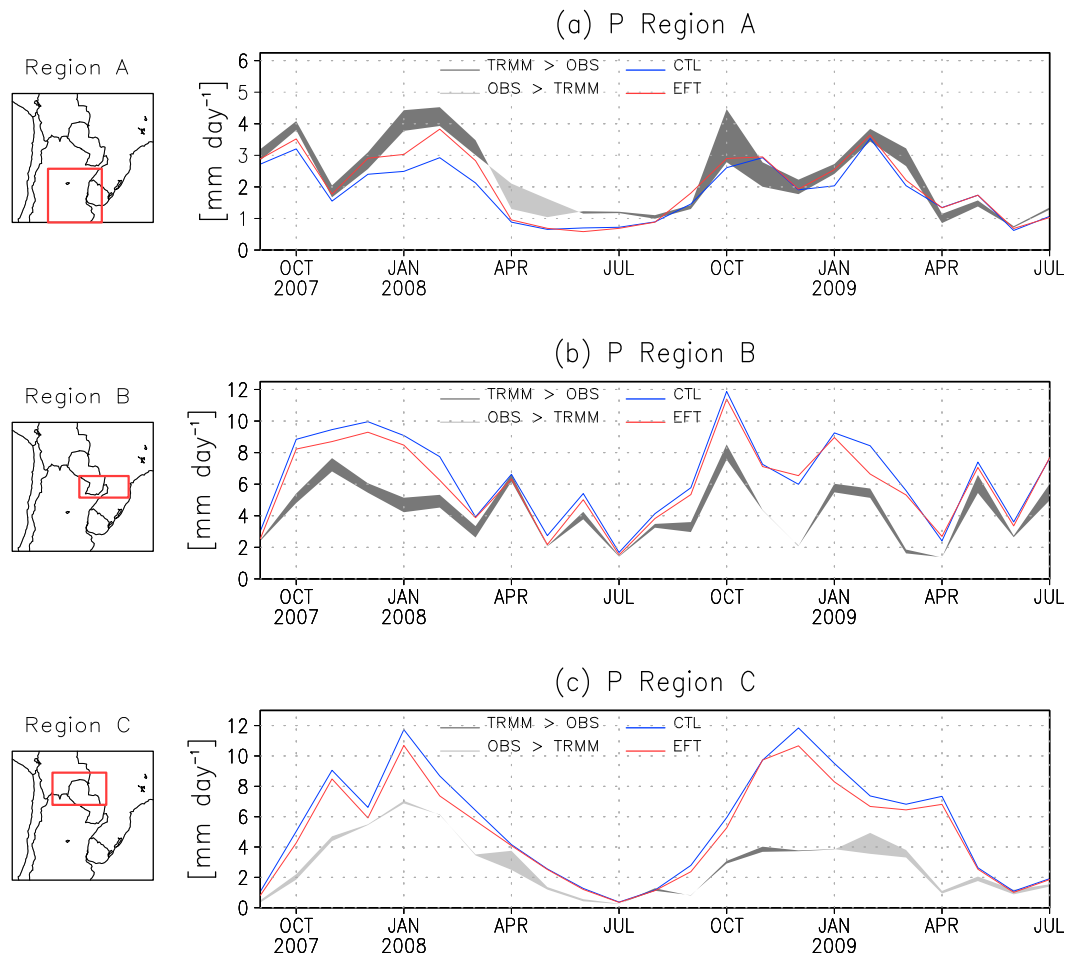 (a) P Region A
Region A
TRMM > OBS
CTL
OBS > TRMM
EFT
[mm day⁻¹]
6
5
4
3
2
1
0
OCT
2007
JAN
2008
APR
JUL
OCT
JAN
2009
APR
JUL
(b) P Region B
Region B
TRMM > OBS
CTL
OBS > TRMM
EFT
[mm day⁻¹]
12
10
8
6
4
2
0
OCT
2007
JAN
2008
APR
JUL
OCT
JAN
2009
APR
JUL
(c) P Region C
Region C
TRMM > OBS
CTL
OBS > TRMM
EFT
[mm day⁻¹]
12
10
8
6
4
2
0
OCT
2007
JAN
2008
APR
JUL
OCT
JAN
2009
APR
JUL